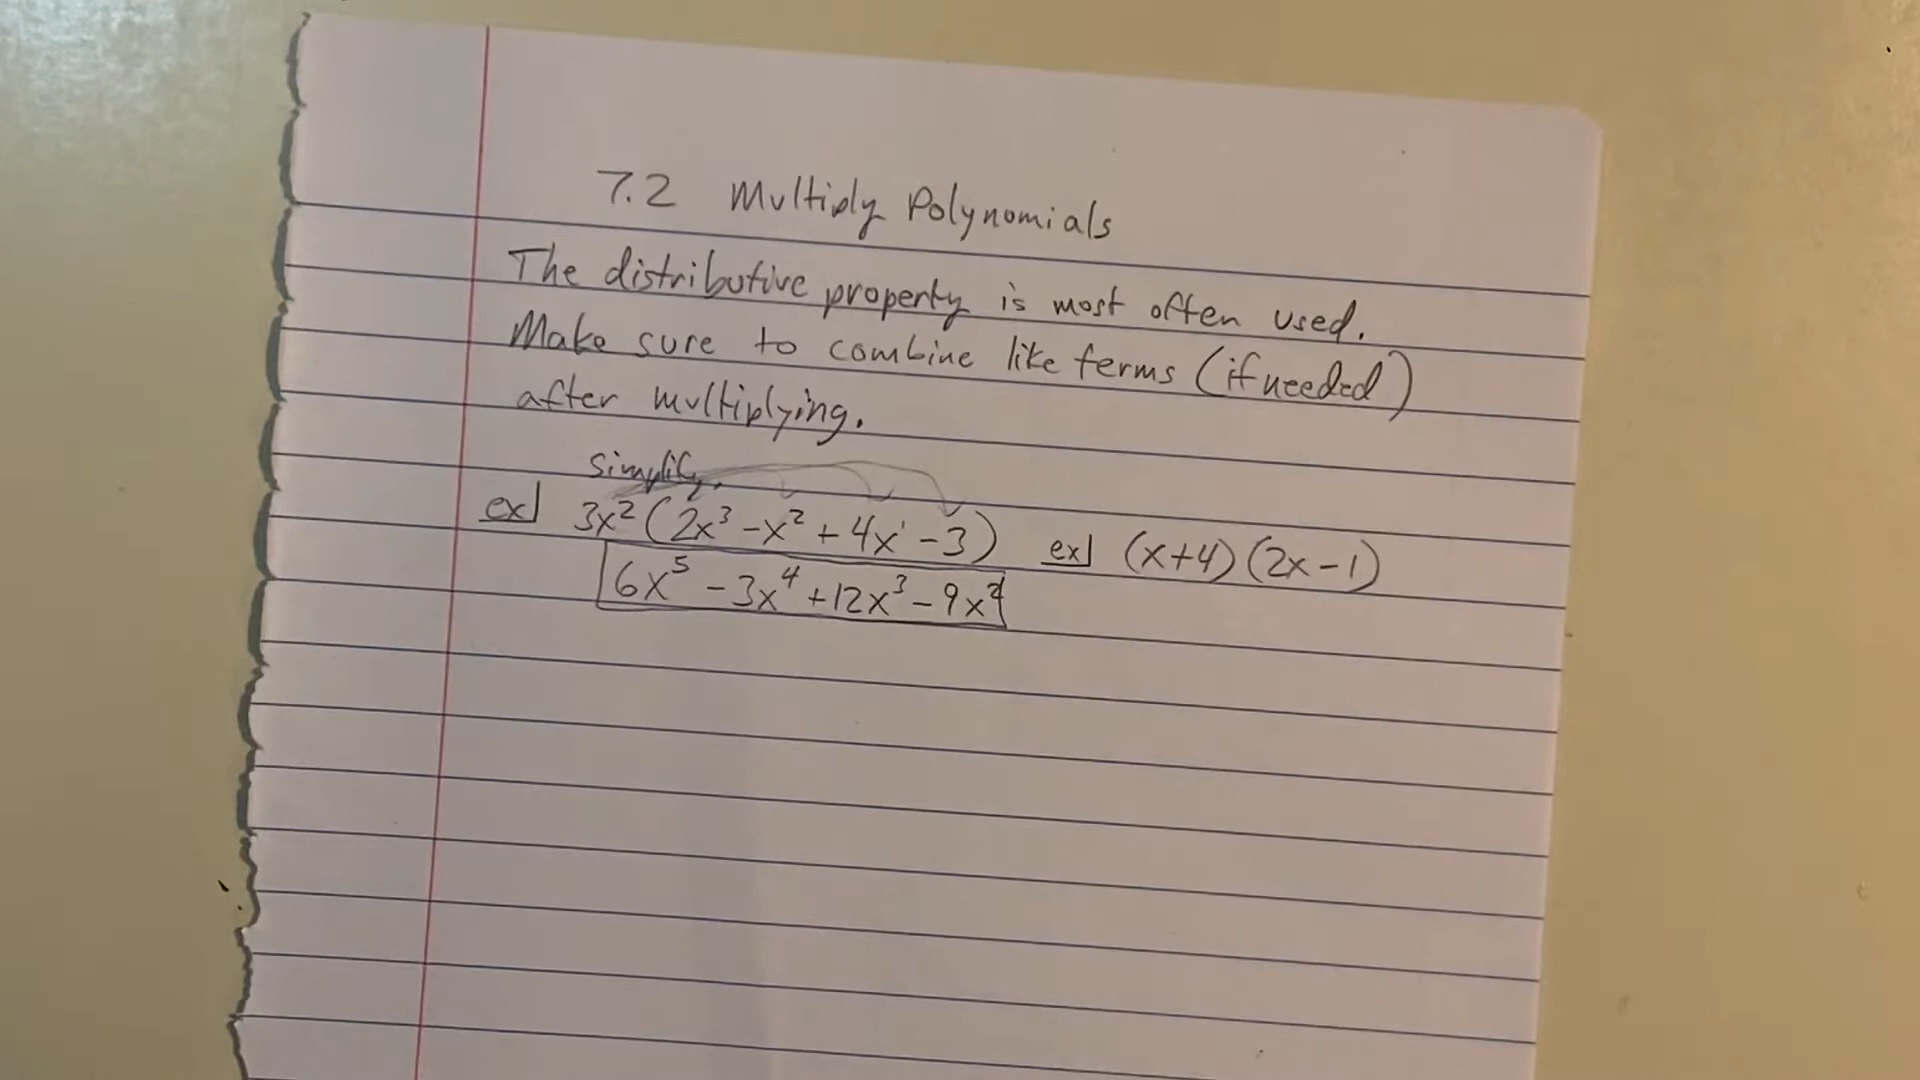 7.2 Multiply Polynomials
The distributive property is most often used.
Make sure to combine like terms (if needed)
after multiplying.
Simplify.
ex] 3x² (2x³ - x² + 4x¹ - 3) ex] (x+4)(2x-1)
6x⁵ - 3x⁴ + 12x³ - 9x²